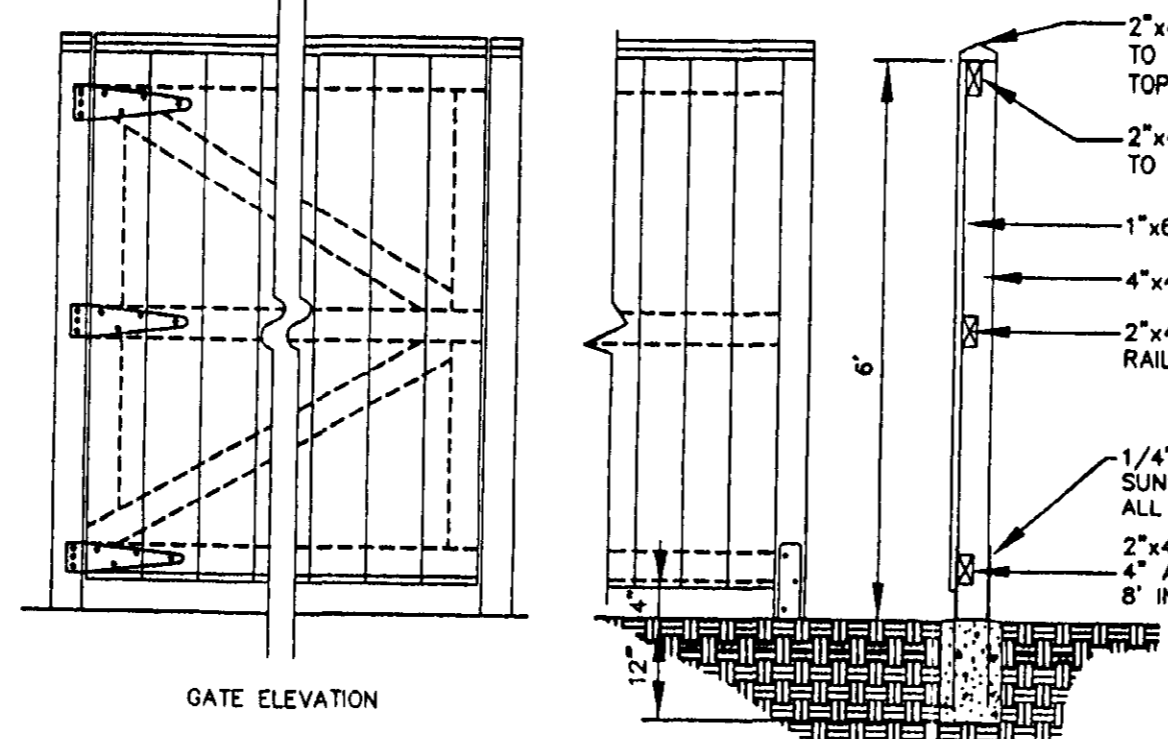 2"x
TO
TOP
2"x
TO
1"x6
4"x4
2"x4
RAIL
6'
1/4"
SUN
ALL
2"x4
4" A
8' IN
4"
12"
GATE ELEVATION